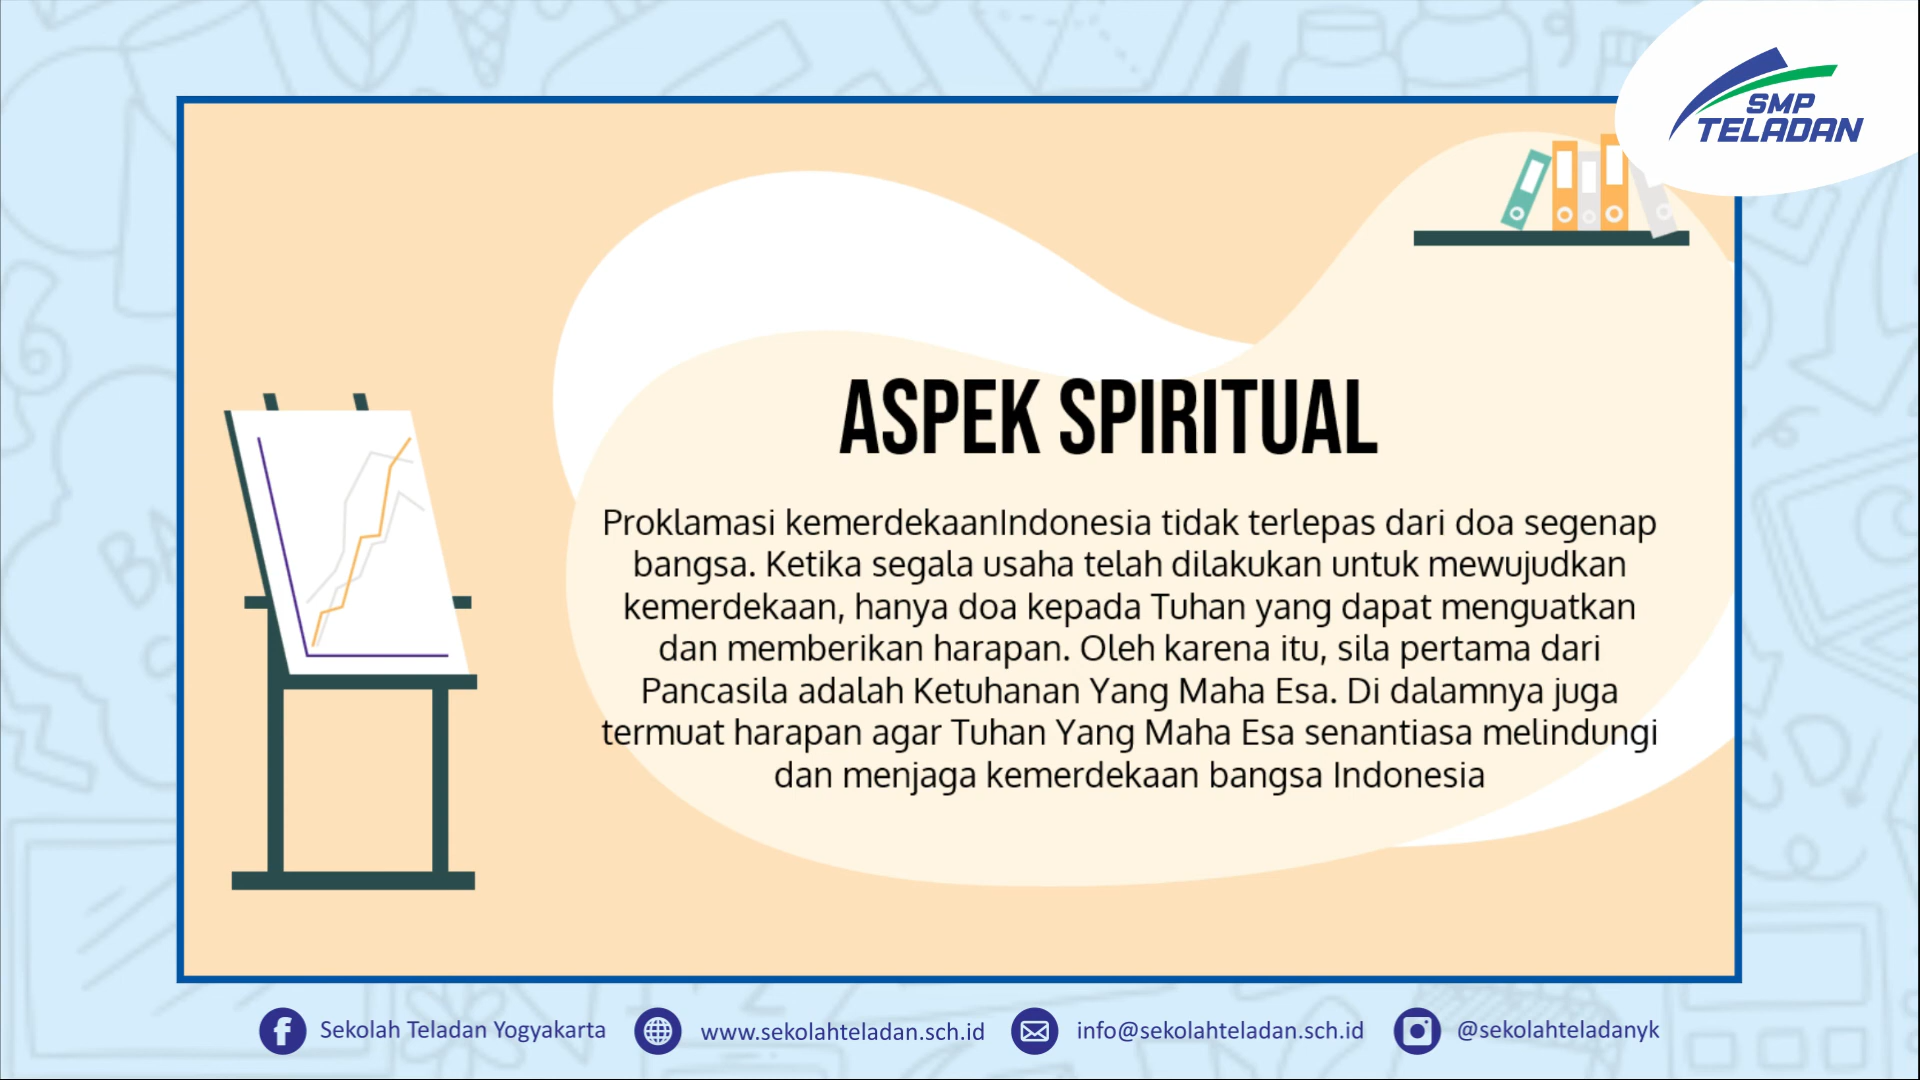 SMP
TELADAN
ASPEK SPIRITUAL
Proklamasi kemerdekaanIndonesia tidak terlepas dari doa segenap
bangsa. Ketika segala usaha telah dilakukan untuk mewujudkan
kemerdekaan, hanya doa kepada Tuhan yang dapat menguatkan
dan memberikan harapan. Oleh karena itu, sila pertama dari
Pancasila adalah Ketuhanan Yang Maha Esa. Di dalamnya juga
termuat harapan agar Tuhan Yang Maha Esa senantiasa melindungi
dan menjaga kemerdekaan bangsa Indonesia
Sekolah Teladan Yogyakarta
www.sekolahteladan.sch.id
info@sekolahteladan.sch.id
@sekolahteladanyk